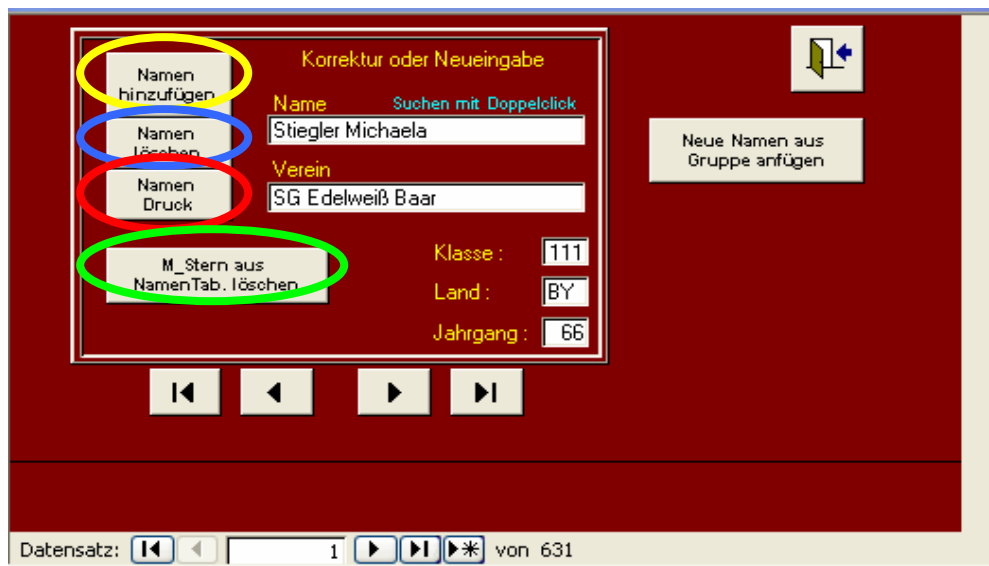 Namen
hinzufügen
Korrektur oder Neueingabe
Name
Suchen mit Doppelclick
Stiegler Michaela
Namen
löschen
Verein
SG Edelweiß Baar
Namen
Druck
M_Stern aus
NamenTab. löschen
Klasse :
111
Land :
BY
Jahrgang :
66
Neue Namen aus
Gruppe anfügen
Datensatz:
1
von 631